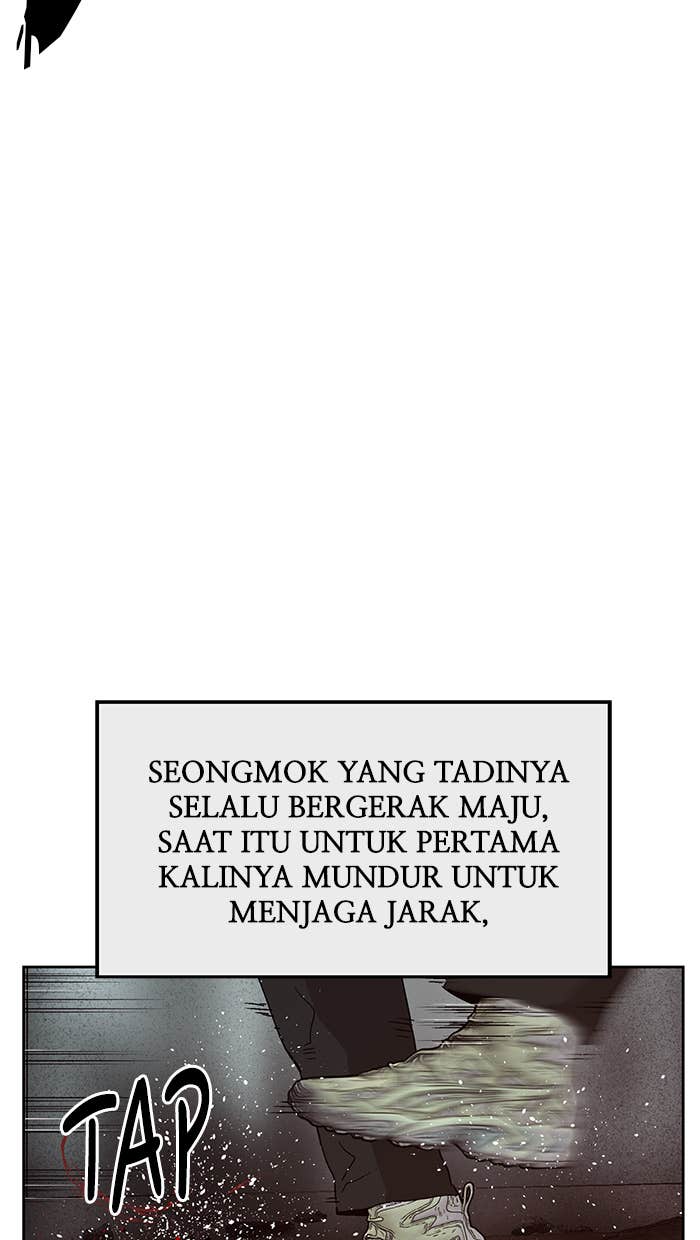 SEONGMOK YANG TADINYA
SELALU BERGERAK MAJU,
SAAT ITU UNTUK PERTAMA
KALINYA MUNDUR UNTUK
MENJAGA JARAK,
TAP